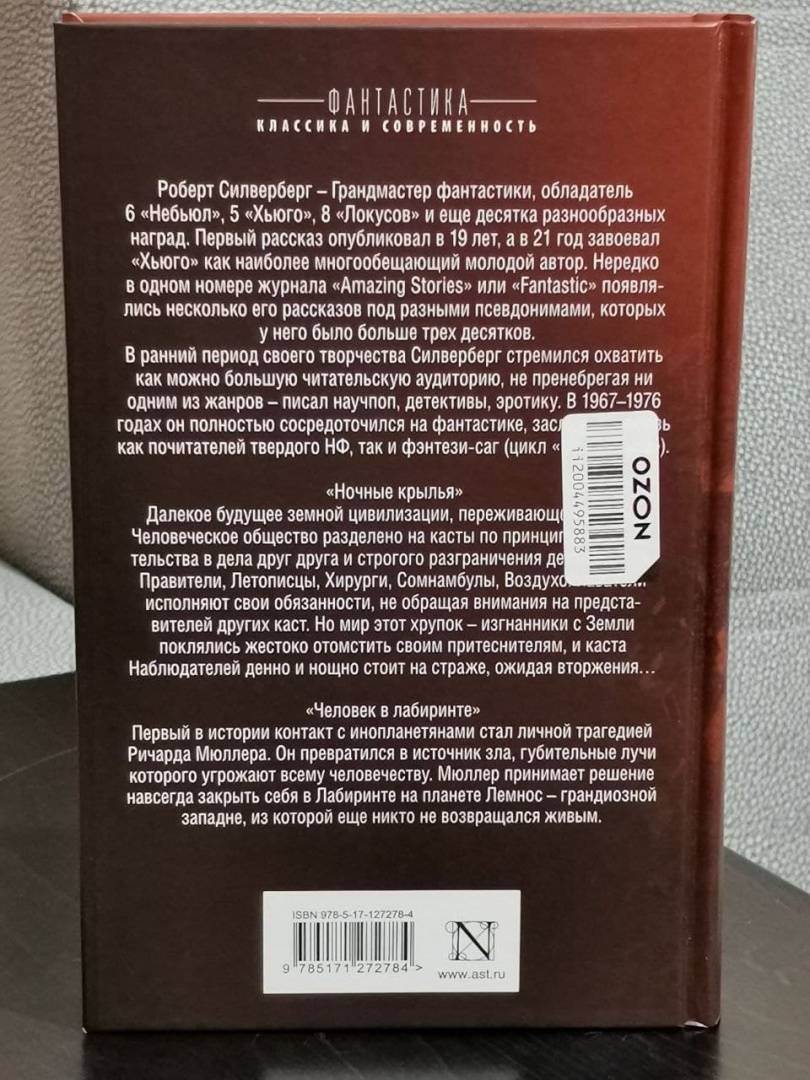 ФАНТАСТИКА
КЛАССИКА И СОВРЕМЕННОСТЬ
Роберт Силверберг – Грандмастер фантастики, обладатель
6 «Небьюл», 5 «Хьюго», 8 «Локусов» и еще десятка разнообразных
наград. Первый рассказ опубликовал в 19 лет, а в 21 год завоевал
«Хьюго» как наиболее многообещающий молодой автор. Нередко
в одном номере журнала «Amazing Stories» или «Fantastic» появля-
лись несколько его рассказов под разными псевдонимами, которых
у него было больше трех десятков.
В ранний период своего творчества Силверберг стремился охватить
как можно большую читательскую аудиторию, не пренебрегая ни
одним из жанров – писал научпоп, детективы, эротику. В 1967–1976
годах он полностью сосредоточился на фантастике,
как почитателей твердого НФ, так и фэнтези-саг (цикл «
«Ночные крылья»
Далекое будущее земной цивилизации,
Человеческое общество разделено на касты по
тельства в дела друг друга и строгого разграничения
Правители, Летописцы, Хирурги, Сомнамбулы,
исполняют свои обязанности, не обращая внимания на предста-
вителей других каст. Но мир этот хрупок – изгнанники с Земли
поклялись жестоко отомстить своим притеснителям, и каста
Наблюдателей денно и нощно стоит на страже, ожидая вторжения…
«Человек в лабиринте»
Первый в истории контакт с инопланетянами стал личной трагедией
Ричарда Мюллера. Он превратился в источник зла, губительные лучи
которого угрожают всему человечеству. Мюллер принимает решение
навсегда закрыть себя в Лабиринте на планете Лемнос – грандиозной
западне, из которой еще никто не возвращался живым.
OZON
i12004495883
ISBN 978-5-17-127278-4
9 785171 272784 >
N
www.ast.ru